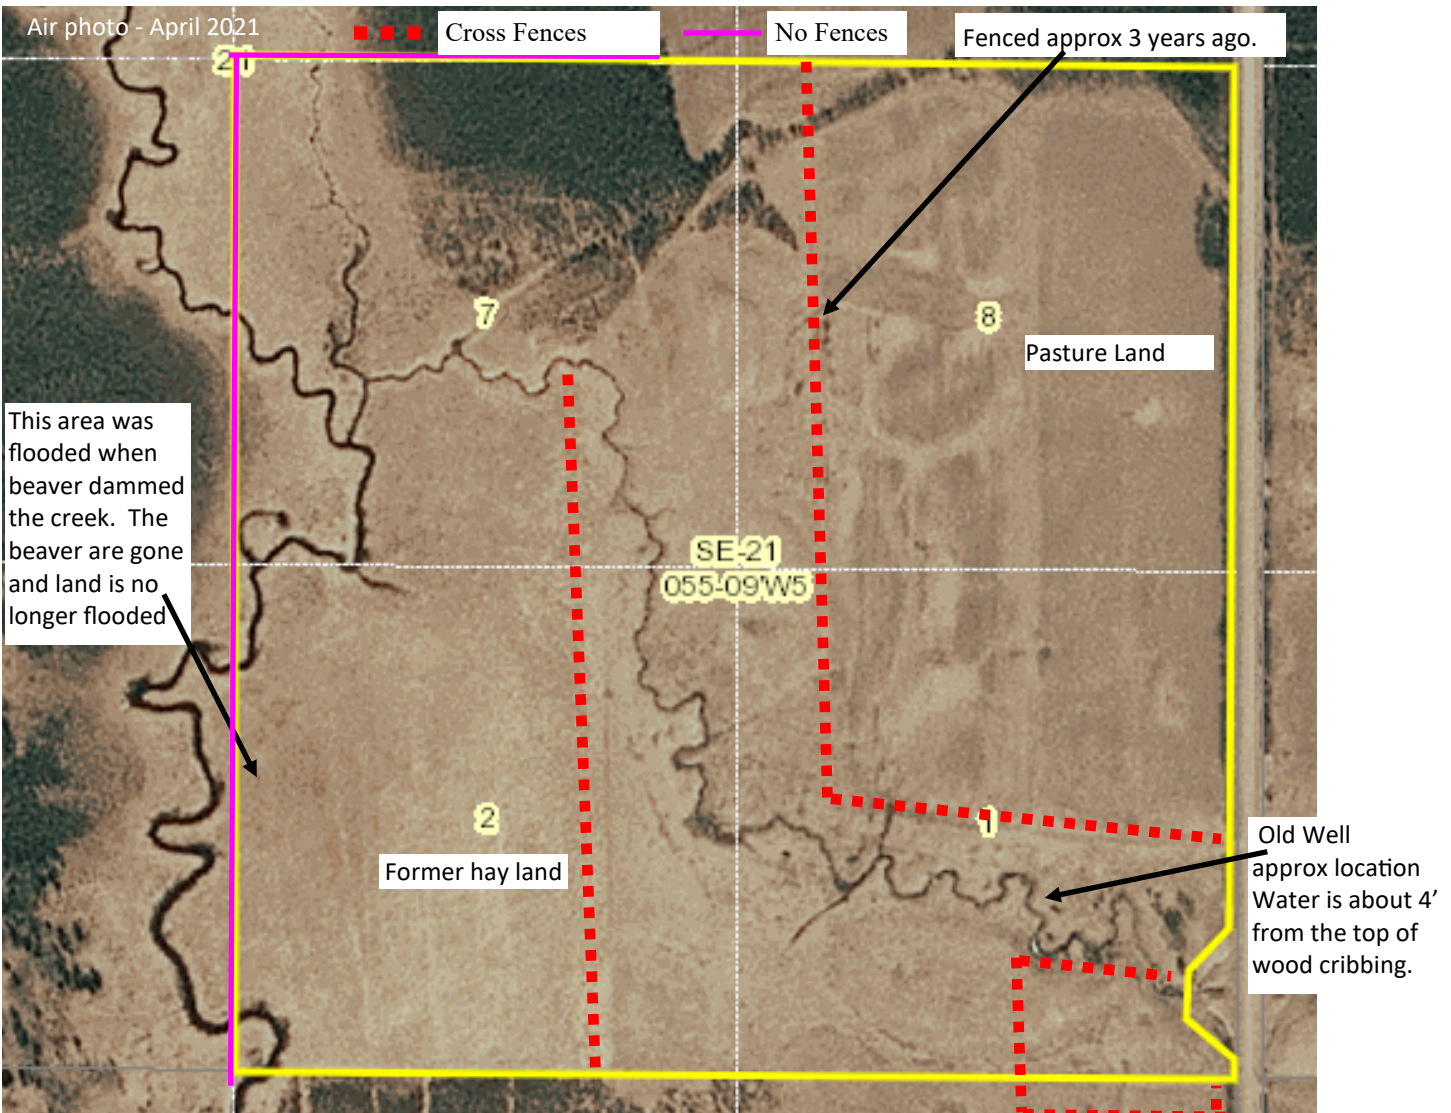 Air photo - April 2021
Cross Fences
No Fences
Fenced approx 3 years ago.
21
7
8
Pasture Land
This area was
flooded when
beaver dammed
the creek. The
beaver are gone
and land is no
longer flooded
SE-21
055-09'W5
2
1
Former hay land
Old Well
approx location
Water is about 4’
from the top of
wood cribbing.